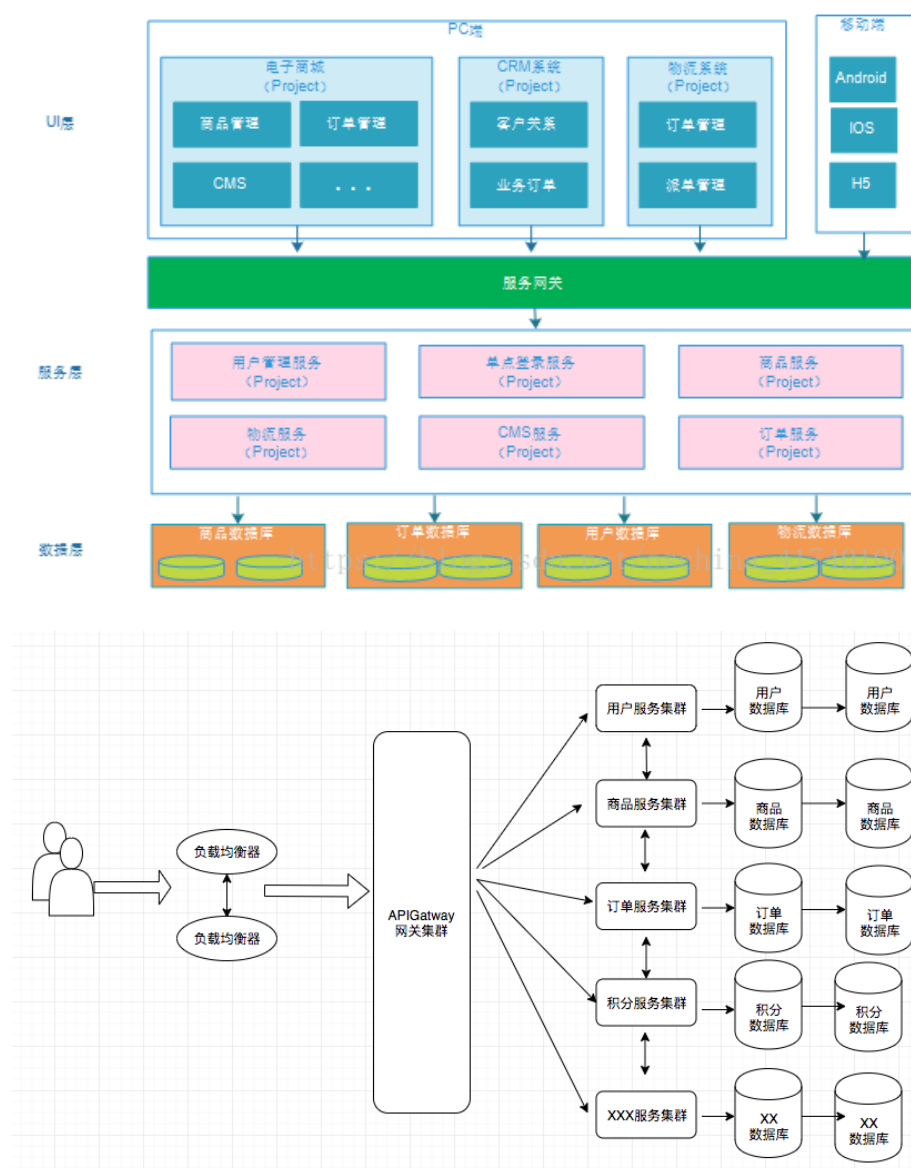 PC端
移动端
电子商城
（Project）
CRM系统
（Project）
物流系统
（Project）
Android
商品管理
订单管理
客户关系
订单管理
UI层
IOS
CMS
...
业务订单
派单管理
H5
服务网关
服务层
用户管理服务
（Project）
单点登录服务
（Project）
商品服务
（Project）
物流服务
（Project）
CMS服务
（Project）
订单服务
（Project）
数据层
商品数据库
订单数据库
用户数据库
物流数据库
用户服务集群
用户
数据库
用户
数据库
商品服务集群
商品
数据库
商品
数据库
负载均衡器
负载均衡器
APIGatway
网关集群
订单服务集群
订单
数据库
订单
数据库
积分服务集群
积分
数据库
积分
数据库
XXX服务集群
XX
数据库
XX
数据库